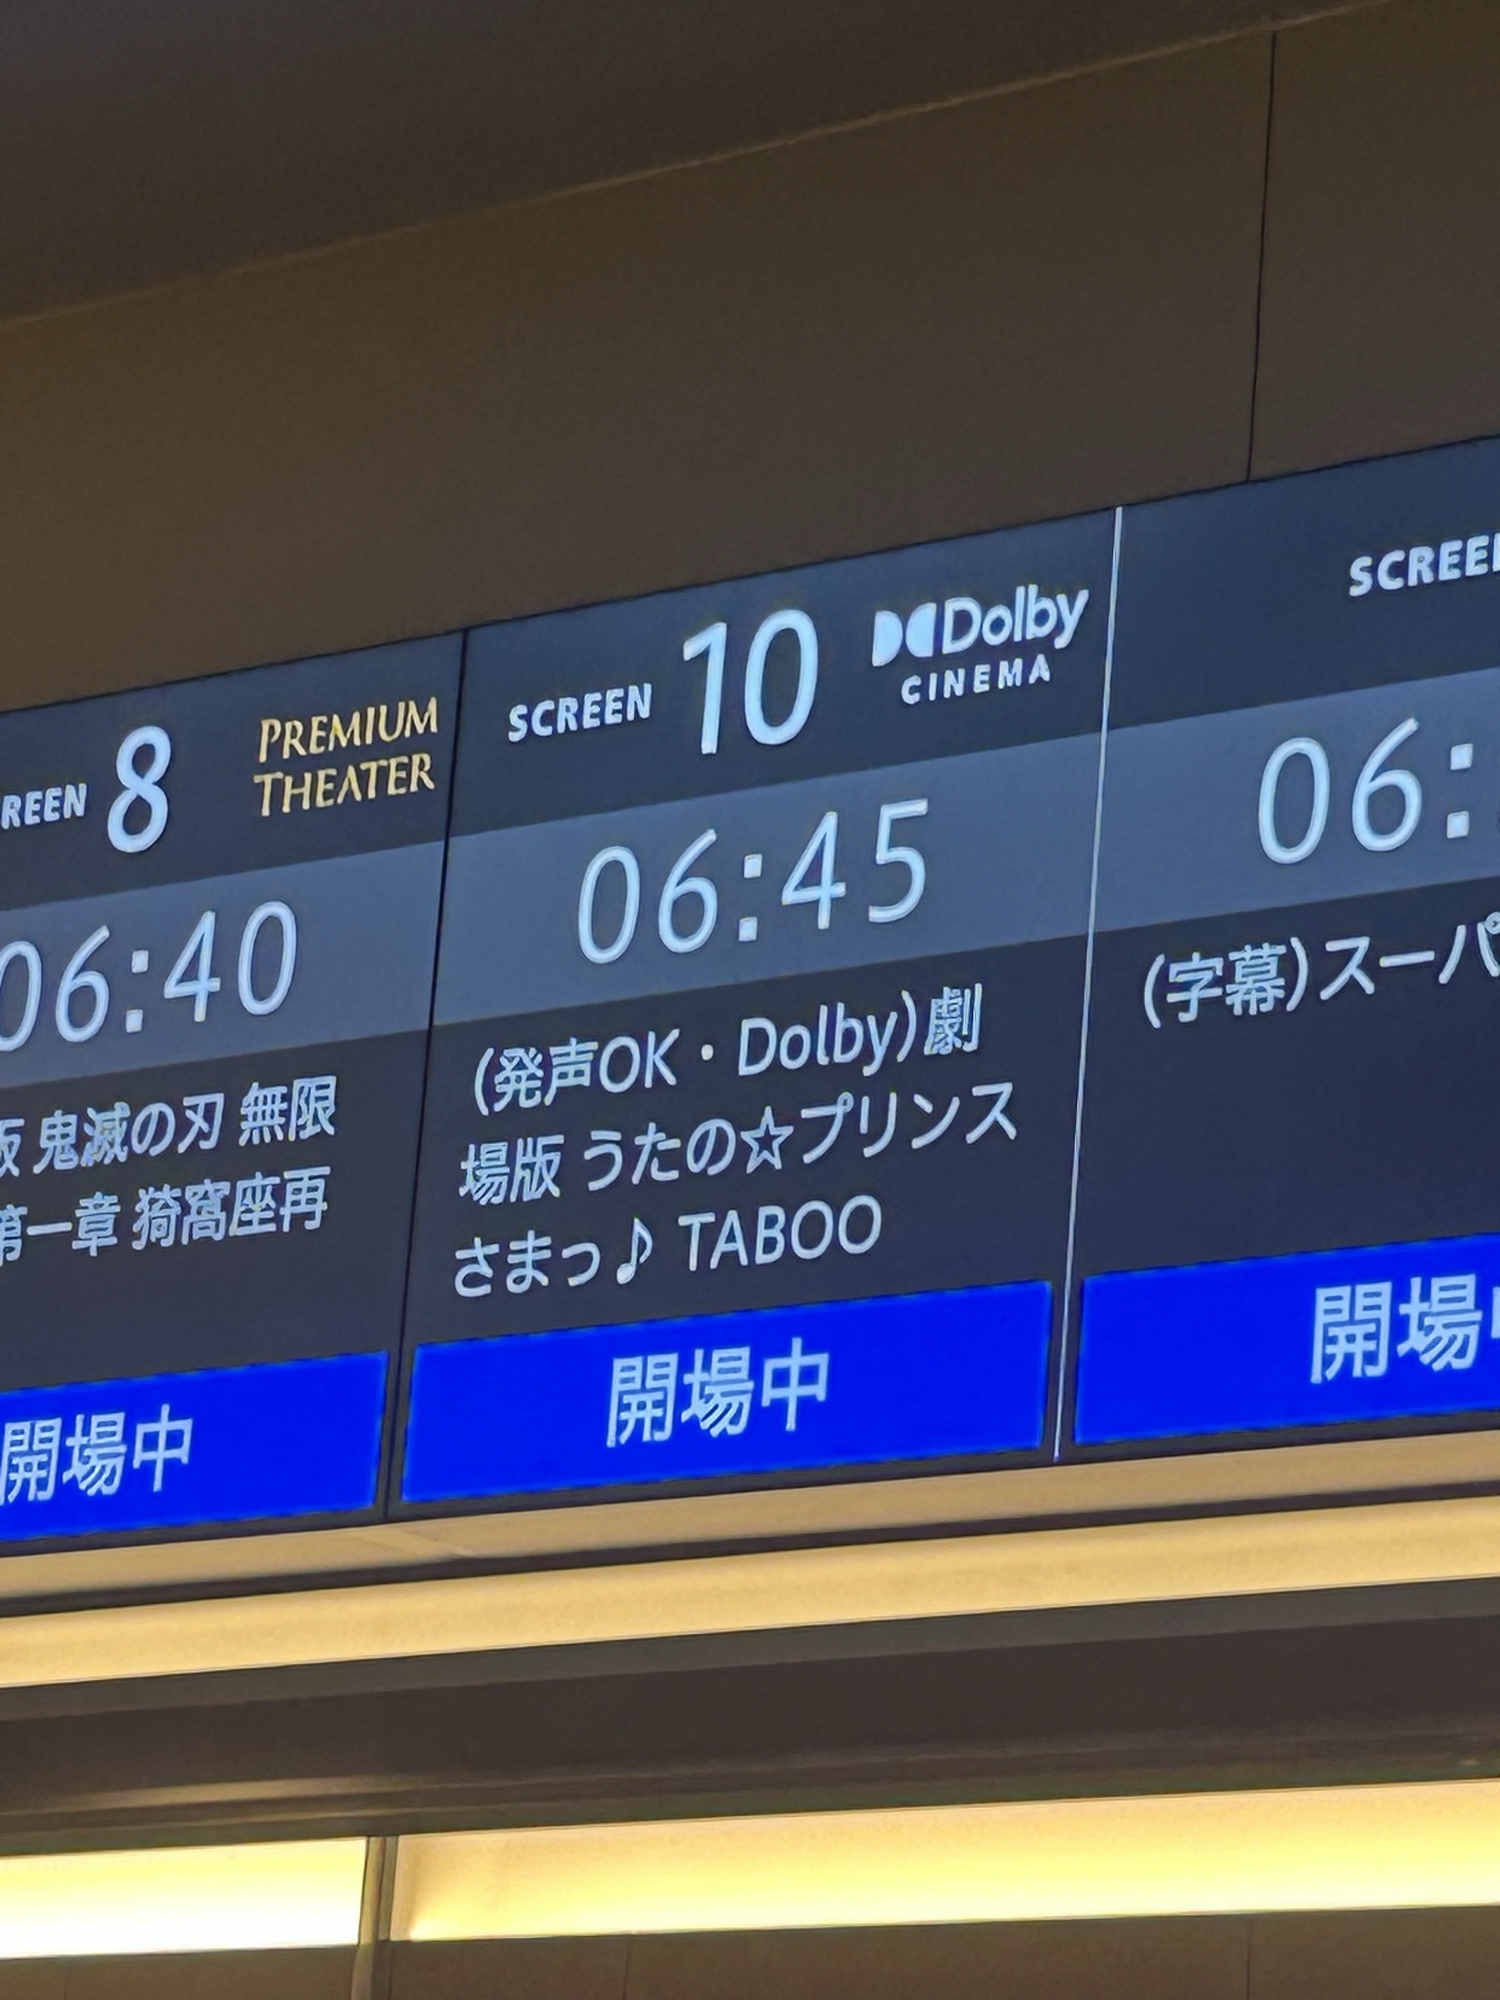 REEN 8 PREMIUM THEATER
06:40
版 鬼滅の刃 無限
第一章 猗窩座再
開場中
SCREEN 10 Dolby CINEMA
06:45
(発声OK・Dolby)劇
場版 うたの☆プリンス
さまっ♪ TABOO
開場中
SCREEN
06:
(字幕)スーパ
開場中